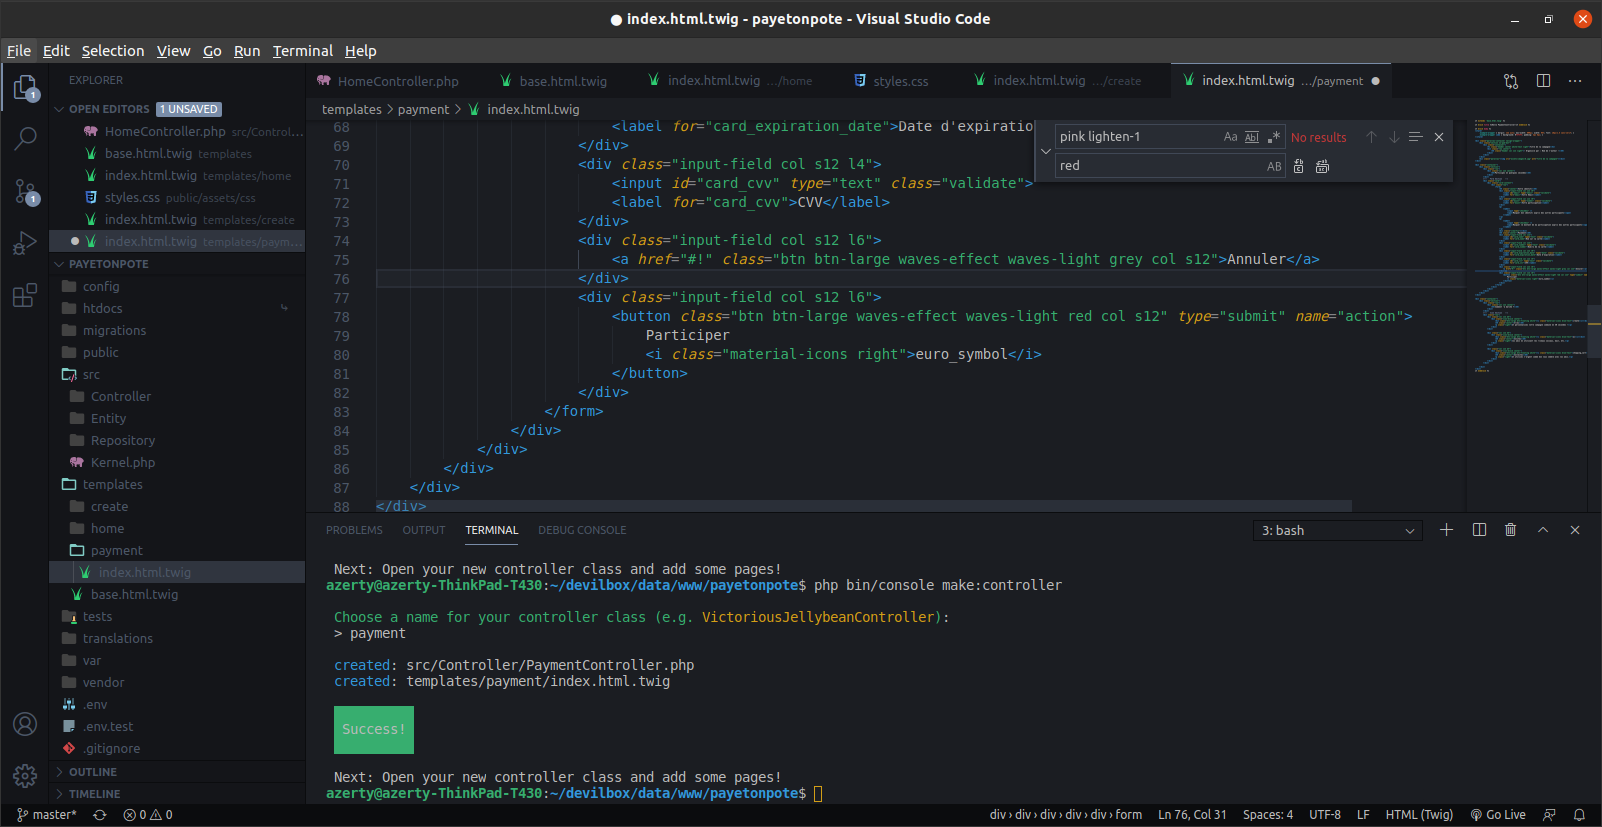 ● index.html.twig - payetonpote - Visual Studio Code
File Edit Selection View Go Run Terminal Help
EXPLORER
OPEN EDITORS 1 UNSAVED
HomeController.php src/Control...
base.html.twig templates
index.html.twig templates/home
styles.css public/assets/css
index.html.twig templates/create
● index.html.twig templates/paym...
PAYETONPOTE
config
htdocs
migrations
public
src
Controller
Entity
Repository
Kernel.php
templates
create
home
payment
index.html.twig
base.html.twig
tests
translations
var
vendor
.env
.env.test
.gitignore
OUTLINE
TIMELINE
1
1
HomeController.php base.html.twig index.html.twig .../home styles.css index.html.twig .../create index.html.twig .../payment ●
templates > payment > index.html.twig
pink lighten-1 Aa Abl .* No results
red AB
68 <label for="card_expiration_date">Date d'expiratio
69 </div>
70 <div class="input-field col s12 l4">
71 <input id="card_cvv" type="text" class="validate">
72 <label for="card_cvv">CVV</label>
73 </div>
74 <div class="input-field col s12 l6">
75 <a href="#!" class="btn btn-large waves-effect waves-light grey col s12">Annuler</a>
76 </div>
77 <div class="input-field col s12 l6">
78 <button class="btn btn-large waves-effect waves-light red col s12" type="submit" name="action">
79 Participer
80 <i class="material-icons right">euro_symbol</i>
81 </button>
82 </div>
83 </form>
84 </div>
85 </div>
86 </div>
87 </div>
88 </div>
PROBLEMS OUTPUT TERMINAL DEBUG CONSOLE 3: bash
Next: Open your new controller class and add some pages!
azerty@azerty-ThinkPad-T430:~/devilbox/data/www/payetonpote$ php bin/console make:controller
Choose a name for your controller class (e.g. VictoriousJellybeanController):
> payment
created: src/Controller/PaymentController.php
created: templates/payment/index.html.twig
Success!
Next: Open your new controller class and add some pages!
azerty@azerty-ThinkPad-T430:~/devilbox/data/www/payetonpote$
master* 0 0 div › div › div › div › div › form Ln 76, Col 31 Spaces: 4 UTF-8 LF HTML (Twig) Go Live